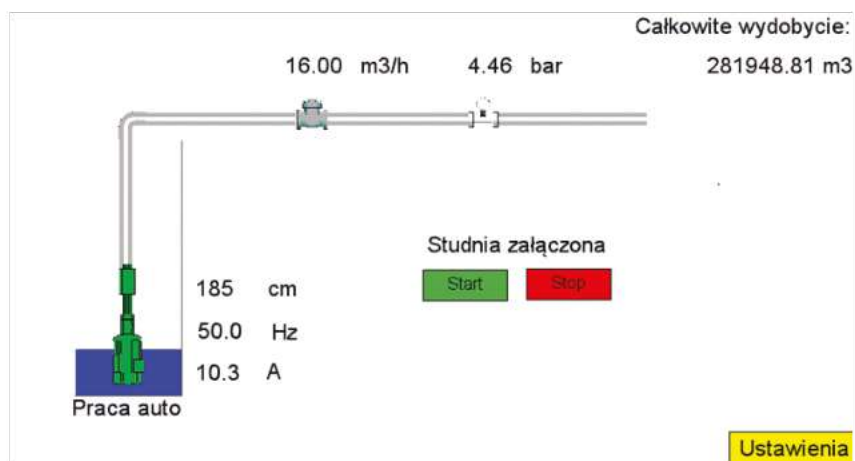 Całkowite wydobycie:
16.00 m3/h 4.46 bar 281948.81 m3
Studnia załączona
Start Stop
185 cm
50.0 Hz
10.3 A
Praca auto
Ustawienia